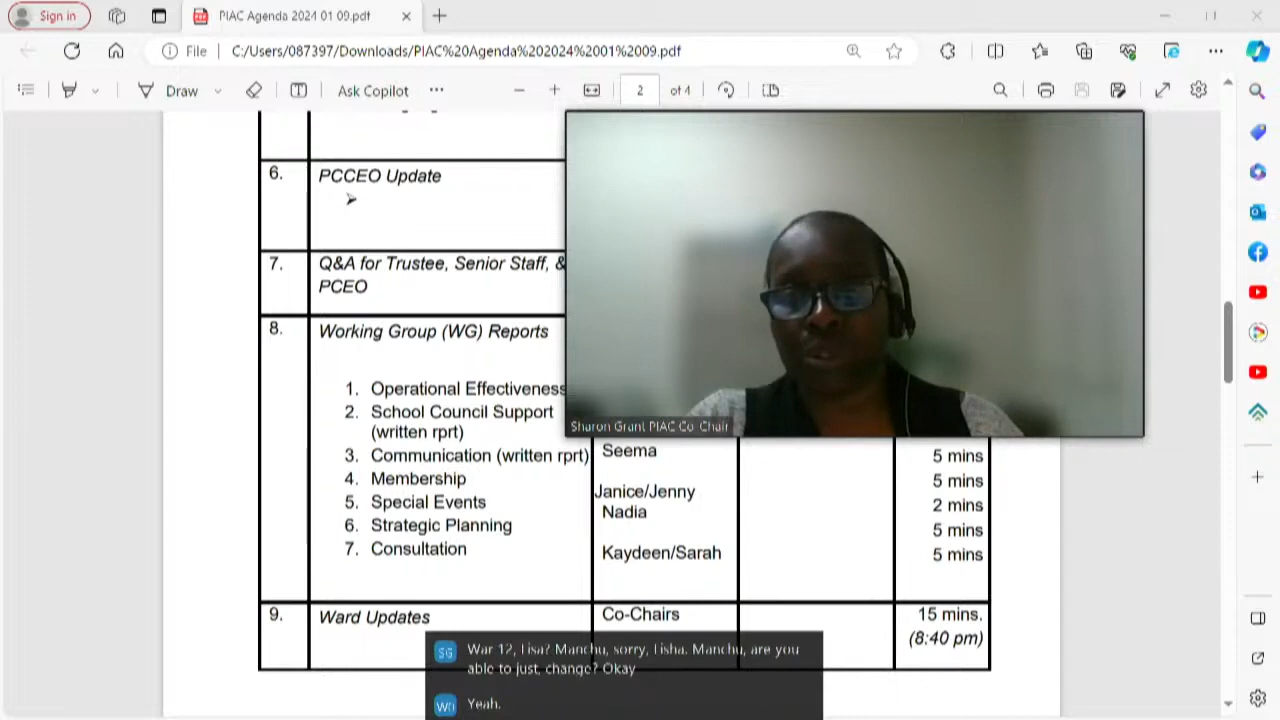 Sign in
PIAC Agenda 2024 01 09.pdf
File
C:/Users/087397/Downloads/PIAC%20Agenda%202024%2001%2009.pdf
Draw
Ask Copilot
2
of 4
6.
PCCEO Update
7.
Q&A for Trustee, Senior Staff, &
PCEO
8.
Working Group (WG) Reports
1. Operational Effectiveness
2. School Council Support
(written rprt)
3. Communication (written rprt)
4. Membership
5. Special Events
6. Strategic Planning
7. Consultation
Seema
Janice/Jenny
Nadia
Kaydeen/Sarah
5 mins
5 mins
2 mins
5 mins
5 mins
9.
Ward Updates
Co-Chairs
15 mins.
(8:40 pm)
Sharon Grant PIAC Co-Chair
SG
War 12, Lisa? Manchu, sorry, Lisha. Manchu, are you
able to just, change? Okay
WD
Yeah.